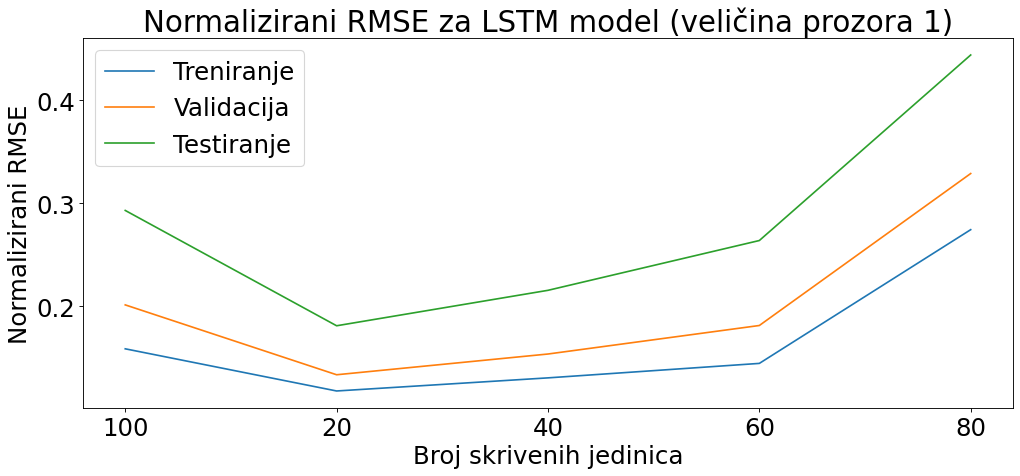 Normalizirani RMSE za LSTM model (veličina prozora 1)
Treniranje
Validacija
Testiranje
Normalizirani RMSE
0.4
0.3
0.2
100 20 40 60 80
Broj skrivenih jedinica